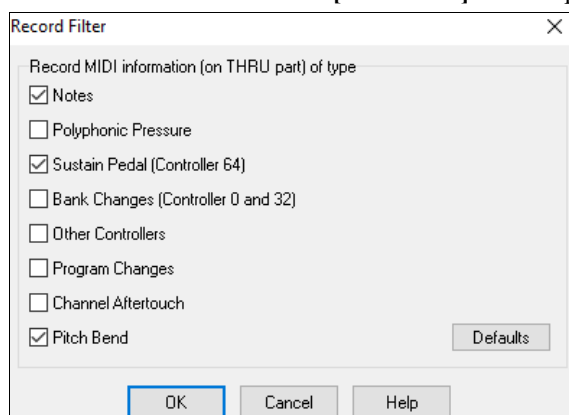 Record Filter
Record MIDI information (on THRU part) of type
Notes
Polyphonic Pressure
Sustain Pedal (Controller 64)
Bank Changes (Controller 0 and 32)
Other Controllers
Program Changes
Channel Aftertouch
Pitch Bend
Defaults
OK Cancel Help